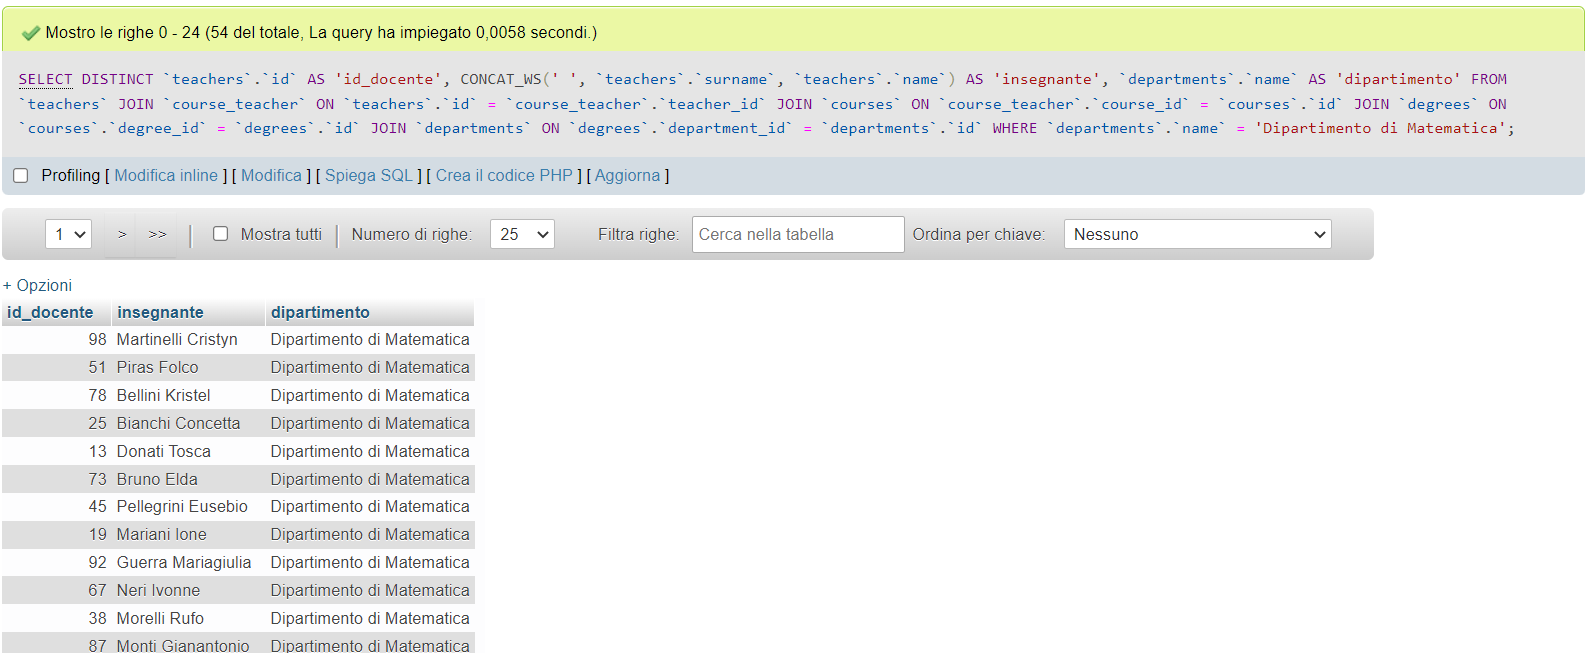 Mostro le righe 0 - 24 (54 del totale, La query ha impiegato 0,0058 secondi.)
SELECT DISTINCT `teachers`.`id` AS 'id_docente', CONCAT_WS(' ', `teachers`.`surname`, `teachers`.`name`) AS 'insegnante', `departments`.`name` AS 'dipartimento' FROM
`teachers` JOIN `course_teacher` ON `teachers`.`id` = `course_teacher`.`teacher_id` JOIN `courses` ON `course_teacher`.`course_id` = `courses`.`id` JOIN `degrees` ON
`courses`.`degree_id` = `degrees`.`id` JOIN `departments` ON `degrees`.`department_id` = `departments`.`id` WHERE `departments`.`name` = 'Dipartimento di Matematica';
Profiling [ Modifica inline ] [ Modifica ] [ Spiega SQL ] [ Crea il codice PHP ] [ Aggiorna ]
1 > >> | Mostra tutti | Numero di righe: 25 Filtra righe: Cerca nella tabella Ordina per chiave: Nessuno
+ Opzioni
id_docente insegnante dipartimento
98 Martinelli Cristyn Dipartimento di Matematica
51 Piras Folco Dipartimento di Matematica
78 Bellini Kristel Dipartimento di Matematica
25 Bianchi Concetta Dipartimento di Matematica
13 Donati Tosca Dipartimento di Matematica
73 Bruno Elda Dipartimento di Matematica
45 Pellegrini Eusebio Dipartimento di Matematica
19 Mariani Ione Dipartimento di Matematica
92 Guerra Mariagiulia Dipartimento di Matematica
67 Neri Ivonne Dipartimento di Matematica
38 Morelli Rufo Dipartimento di Matematica
87 Monti Gianantonio Dipartimento di Matematica